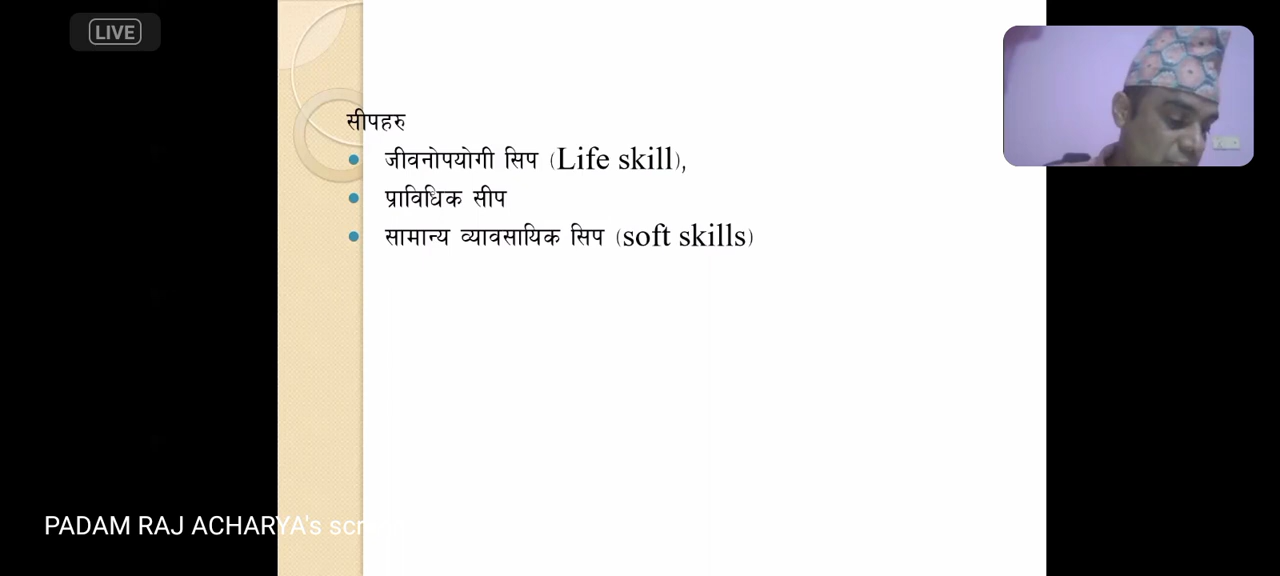 LIVE
सीपहरु
जीवनोपयोगी सिप (Life skill),
प्राविधिक सीप
सामान्य व्यावसायिक सिप (soft skills)
PADAM RAJ ACHARYA's